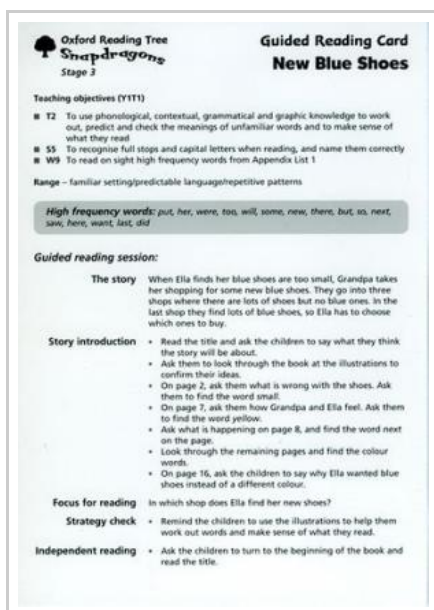 Oxford Reading Tree
Snapdragons
Stage 3
Guided Reading Card
New Blue Shoes
Teaching objectives (Y1T1)
■ T2 To use phonological, contextual, grammatical and graphic knowledge to work
out, predict and check the meanings of unfamiliar words and to make sense of
what they read
■ S5 To recognise full stops and capital letters when reading, and name them correctly
■ W9 To read on sight high frequency words from Appendix List 1
Range – familiar setting/predictable language/repetitive patterns
High frequency words: put, her, were, too, will, some, new, there, but, so, next,
saw, here, want, last, did
Guided reading session:
The story When Ella finds her blue shoes are too small, Grandpa takes
her shopping for some new blue shoes. They go into three
shops where there are lots of shoes but no blue ones. In the
last shop they find lots of blue shoes, so Ella has to choose
which ones to buy.
Story introduction • Read the title and ask the children to say what they think
the story will be about.
• Ask them to look through the book at the illustrations to
confirm their ideas.
• On page 2, ask them what is wrong with the shoes. Ask
them to find the word small.
• On page 7, ask them how Grandpa and Ella feel. Ask them
to find the word yellow.
• Ask what is happening on page 8, and find the word next
on the page.
• Look through the remaining pages and find the colour
words.
• On page 16, ask the children to say why Ella wanted blue
shoes instead of a different colour.
Focus for reading In which shop does Ella find her new shoes?
Strategy check • Remind the children to use the illustrations to help them
work out words and make sense of what they read.
Independent reading • Ask the children to turn to the beginning of the book and
read the title.